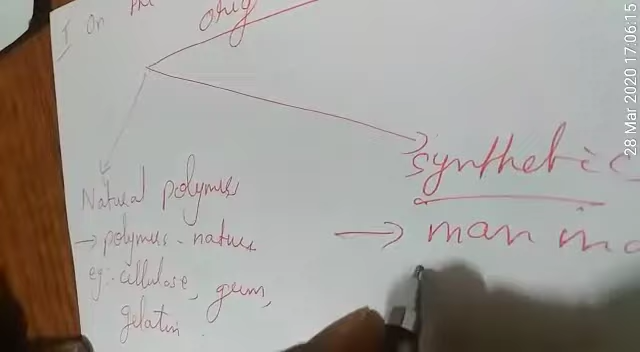 I on the orig
Natural polymers
→ polymers - nature
eg:- cellulose, gum,
gelatin
synthetic
→ man ma
28 Mar 2020 17:06:15